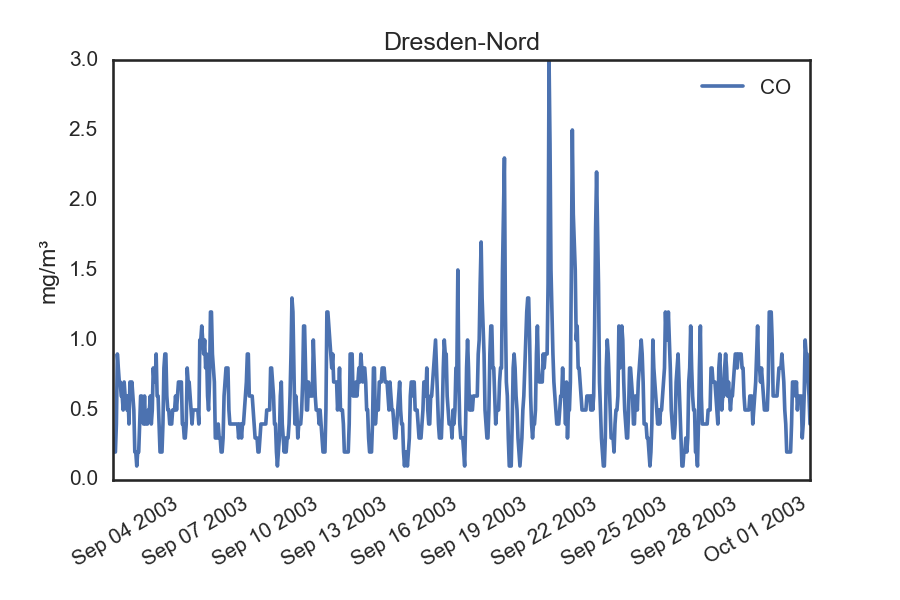 Dresden-Nord
3.0
2.5
2.0
1.5
1.0
0.5
0.0
mg/m³
CO
Sep 04 2003
Sep 07 2003
Sep 10 2003
Sep 13 2003
Sep 16 2003
Sep 19 2003
Sep 22 2003
Sep 25 2003
Sep 28 2003
Oct 01 2003